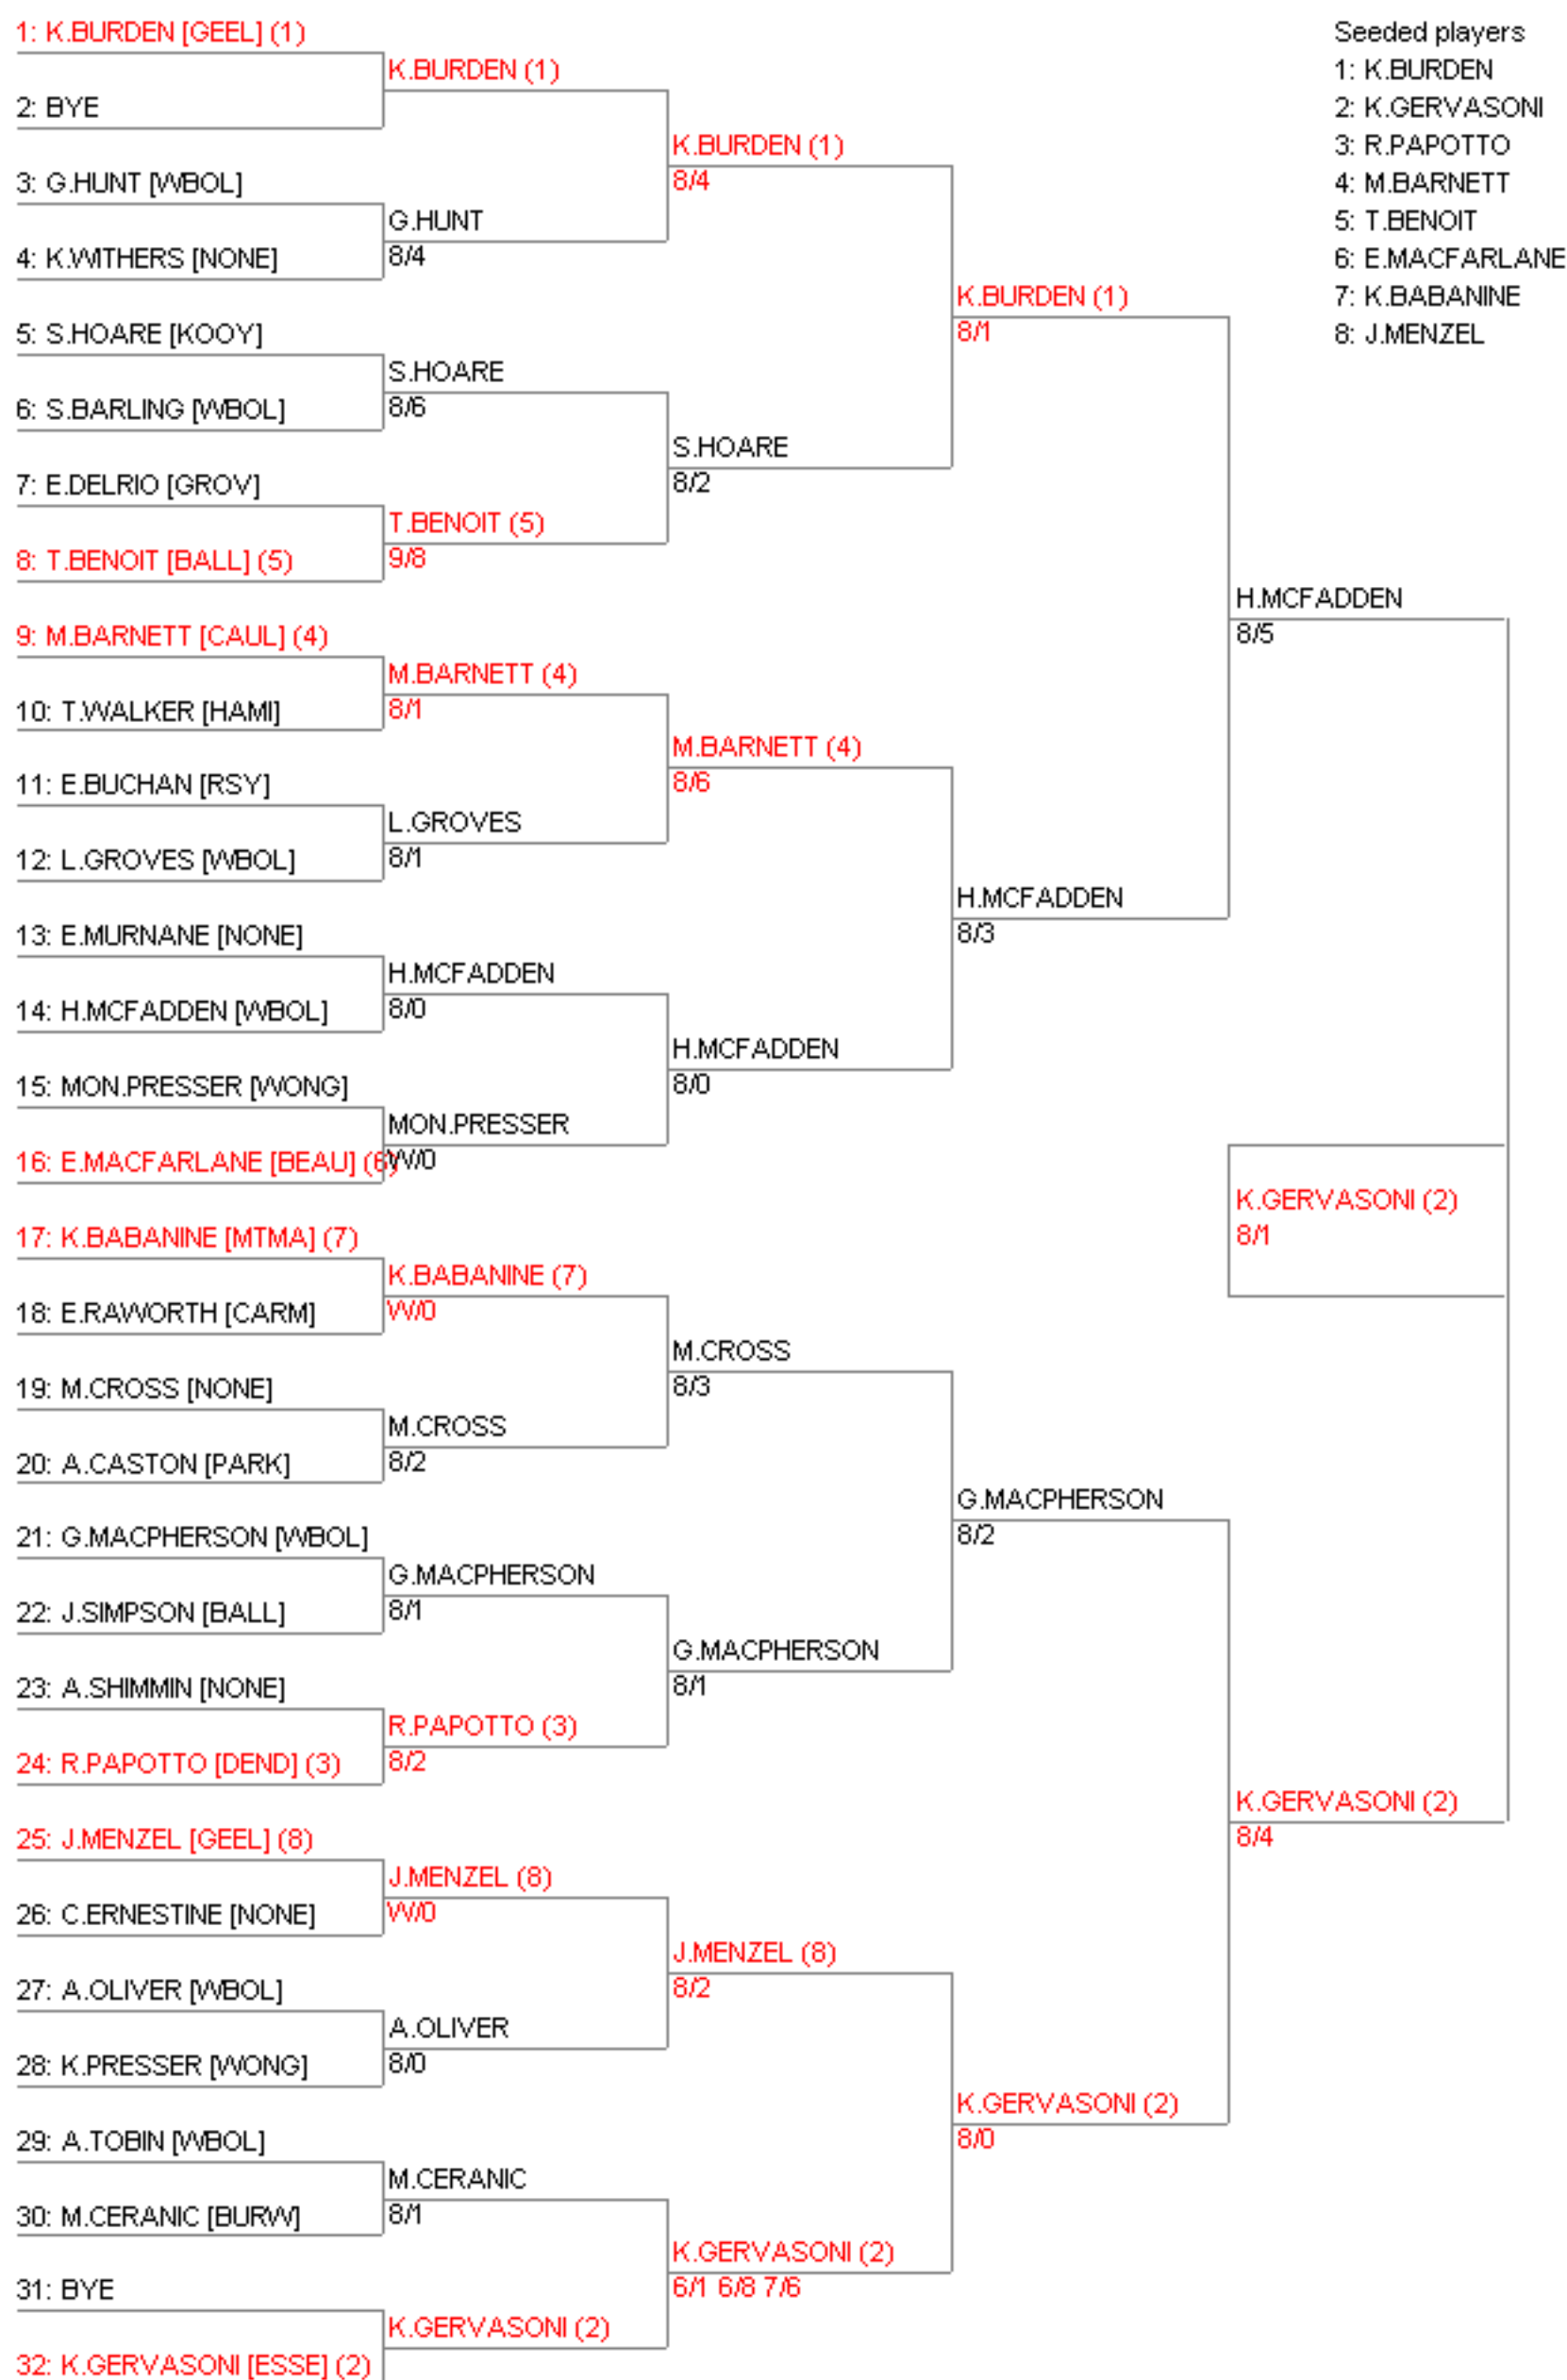 1: K.BURDEN [GEEL] (1)
2: BYE
3: G.HUNT [WBOL]
4: K.WITHERS [NONE]
5: S.HOARE [KOOY]
6: S.BARLING [WBOL]
7: E.DELRIO [GROV]
8: T.BENOIT [BALL] (5)
9: M.BARNETT [CAUL] (4)
10: T.WALKER [HAMI]
11: E.BUCHAN [RSY]
12: L.GROVES [WBOL]
13: E.MURNANE [NONE]
14: H.MCFADDEN [WBOL]
15: MON.PRESSER [WONG]
16: E.MACFARLANE [BEAU] (6)
17: K.BABANINE [MTMA] (7)
18: E.RAWORTH [CARM]
19: M.CROSS [NONE]
20: A.CASTON [PARK]
21: G.MACPHERSON [WBOL]
22: J.SIMPSON [BALL]
23: A.SHIMMIN [NONE]
24: R.PAPOTTO [DEND] (3)
25: J.MENZEL [GEEL] (8)
26: C.ERNESTINE [NONE]
27: A.OLIVER [WBOL]
28: K.PRESSER [WONG]
29: A.TOBIN [WBOL]
30: M.CERANIC [BURW]
31: BYE
32: K.GERVASONI [ESSE] (2)
K.BURDEN (1)
G.HUNT
8/4
S.HOARE
8/6
T.BENOIT (5)
9/8
M.BARNETT (4)
8/1
L.GROVES
8/1
H.MCFADDEN
8/0
MON.PRESSER
W/0
K.BABANINE (7)
W/0
M.CROSS
8/2
G.MACPHERSON
8/1
R.PAPOTTO (3)
8/2
J.MENZEL (8)
W/0
A.OLIVER
8/0
M.CERANIC
8/1
K.GERVASONI (2)
K.BURDEN (1)
8/4
S.HOARE
8/2
M.BARNETT (4)
8/6
H.MCFADDEN
8/0
M.CROSS
8/3
G.MACPHERSON
8/1
J.MENZEL (8)
8/2
K.GERVASONI (2)
6/1 6/8 7/6
K.BURDEN (1)
8/1
H.MCFADDEN
8/3
G.MACPHERSON
8/2
K.GERVASONI (2)
8/0
H.MCFADDEN
8/5
K.GERVASONI (2)
8/1
K.GERVASONI (2)
8/4
Seeded players
1: K.BURDEN
2: K.GERVASONI
3: R.PAPOTTO
4: M.BARNETT
5: T.BENOIT
6: E.MACFARLANE
7: K.BABANINE
8: J.MENZEL